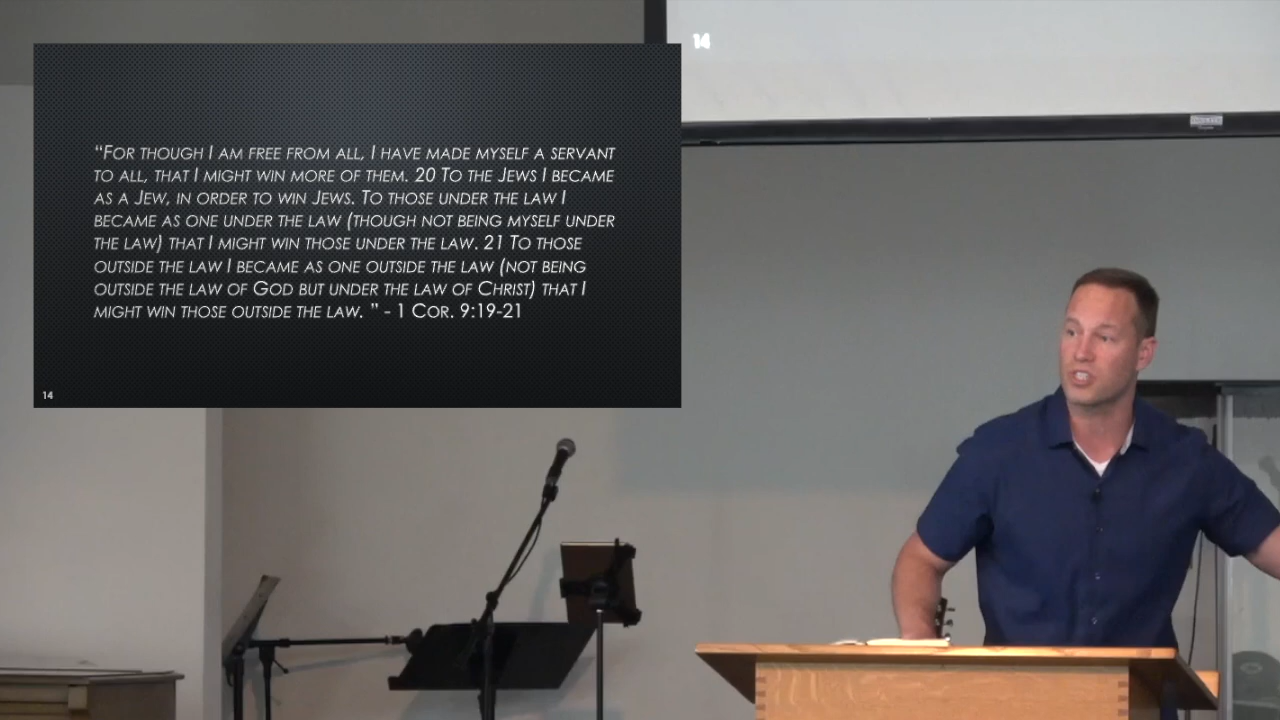 14
“FOR THOUGH I AM FREE FROM ALL, I HAVE MADE MYSELF A SERVANT
TO ALL, THAT I MIGHT WIN MORE OF THEM. 20 TO THE JEWS I BECAME
AS A JEW, IN ORDER TO WIN JEWS. TO THOSE UNDER THE LAW I
BECAME AS ONE UNDER THE LAW (THOUGH NOT BEING MYSELF UNDER
THE LAW) THAT I MIGHT WIN THOSE UNDER THE LAW. 21 TO THOSE
OUTSIDE THE LAW I BECAME AS ONE OUTSIDE THE LAW (NOT BEING
OUTSIDE THE LAW OF GOD BUT UNDER THE LAW OF CHRIST) THAT I
MIGHT WIN THOSE OUTSIDE THE LAW. ” - 1 COR. 9:19-21
14